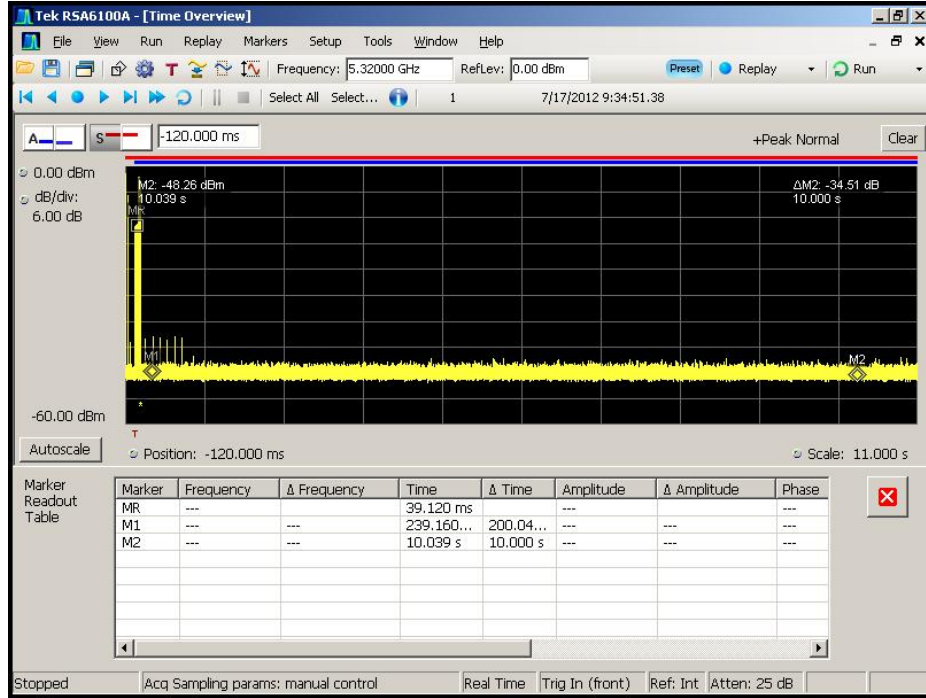 Tek RSA6100A - [Time Overview]
File View Run Replay Markers Setup Tools Window Help
T Frequency: 5.32000 GHz RefLev: 0.00 dBm Preset Replay Run
Select All Select... 1 7/17/2012 9:34:51.38
A S -120.000 ms +Peak Normal Clear
0.00 dBm
dB/div:
6.00 dB
M2: -48.26 dBm
10.039 s
ΔM2: -34.51 dB
10.000 s
MR
M1
M2
-60.00 dBm
T
Autoscale Position: -120.000 ms Scale: 11.000 s
Marker
Readout
Table
Marker Frequency Δ Frequency Time Δ Time Amplitude Δ Amplitude Phase
MR --- 39.120 ms --- ---
M1 --- --- 239.160... 200.04... --- --- ---
M2 --- --- 10.039 s 10.000 s --- --- ---
Stopped Acq Sampling params: manual control Real Time Trig In (front) Ref: Int Atten: 25 dB